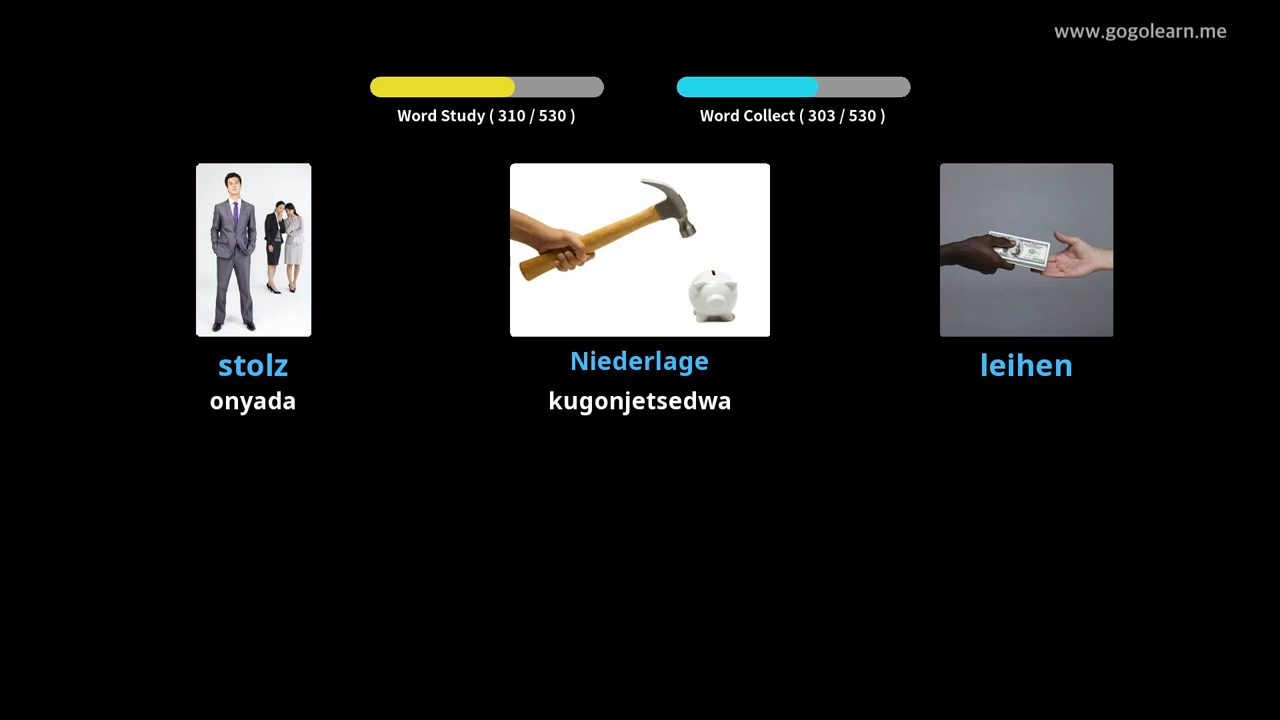 www.gogolearn.me
Word Study ( 310 / 530 )
Word Collect ( 303 / 530 )
stolz
onyada
Niederlage
kugonjetsedwa
leihen